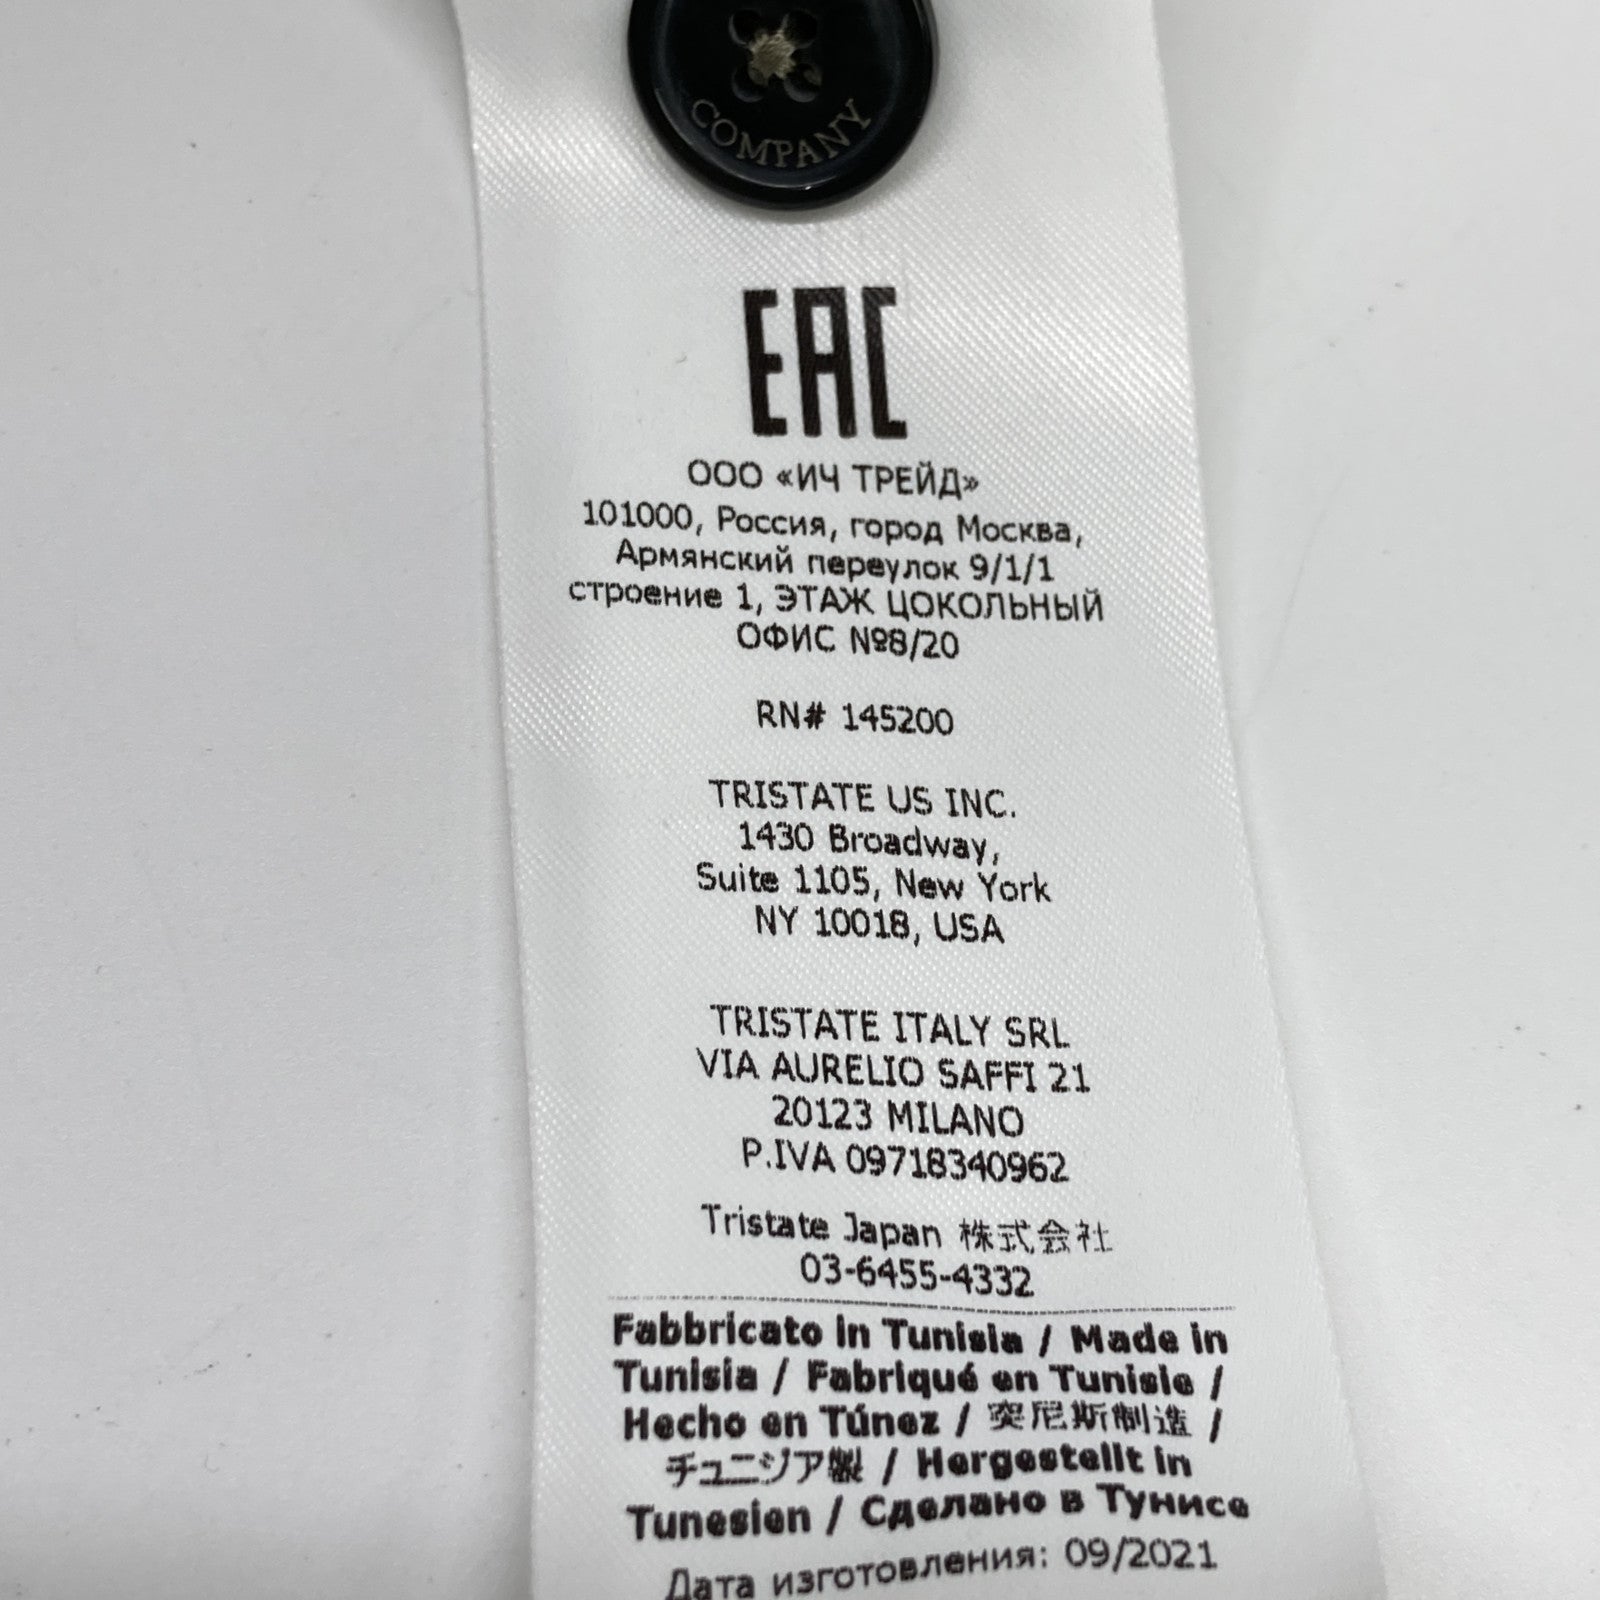 COMPANY
EAC
ООО «ИЧ ТРЕЙД»
101000, Россия, город Москва,
Армянский переулок 9/1/1
строение 1, ЭТАЖ ЦОКОЛЬНЫЙ
ОФИС №8/20
RN# 145200
TRISTATE US INC.
1430 Broadway,
Suite 1105, New York
NY 10018, USA
TRISTATE ITALY SRL
VIA AURELIO SAFFI 21
20123 MILANO
P.IVA 09718340962
Tristate Japan 株式会社
03-6455-4332
Fabbricato in Tunisia / Made in
Tunisia / Fabriqué en Tunisie /
Hecho en Túnez / 突尼斯制造 /
チュニジア製 / Hergestellt in
Tunesien / Сделано в Тунисе
Дата изготовления: 09/2021